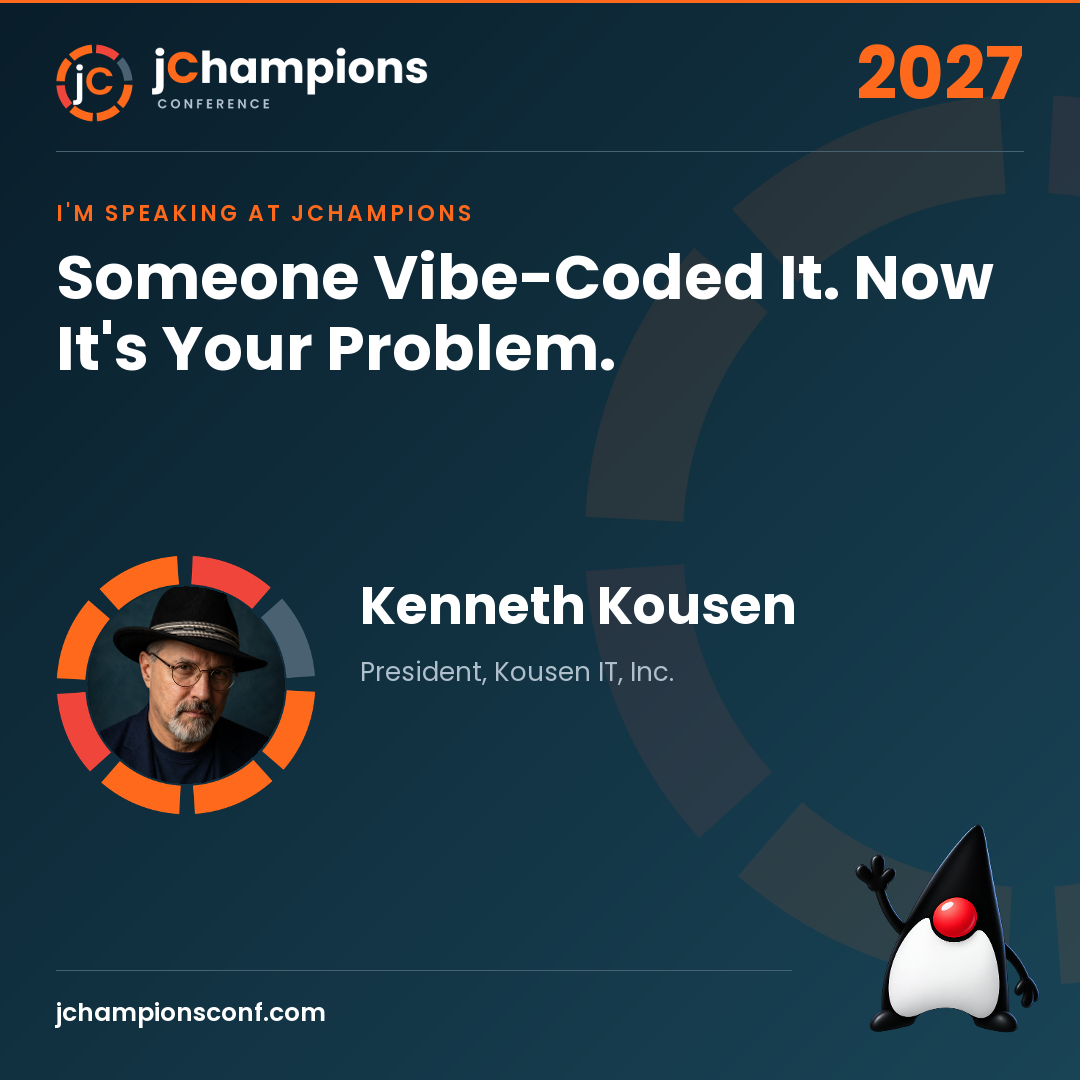 jC
jChampions
CONFERENCE
2027
I'M SPEAKING AT JCHAMPIONS
Someone Vibe-Coded It. Now
It's Your Problem.
Kenneth Kousen
President, Kousen IT, Inc.
jchampionsconf.com